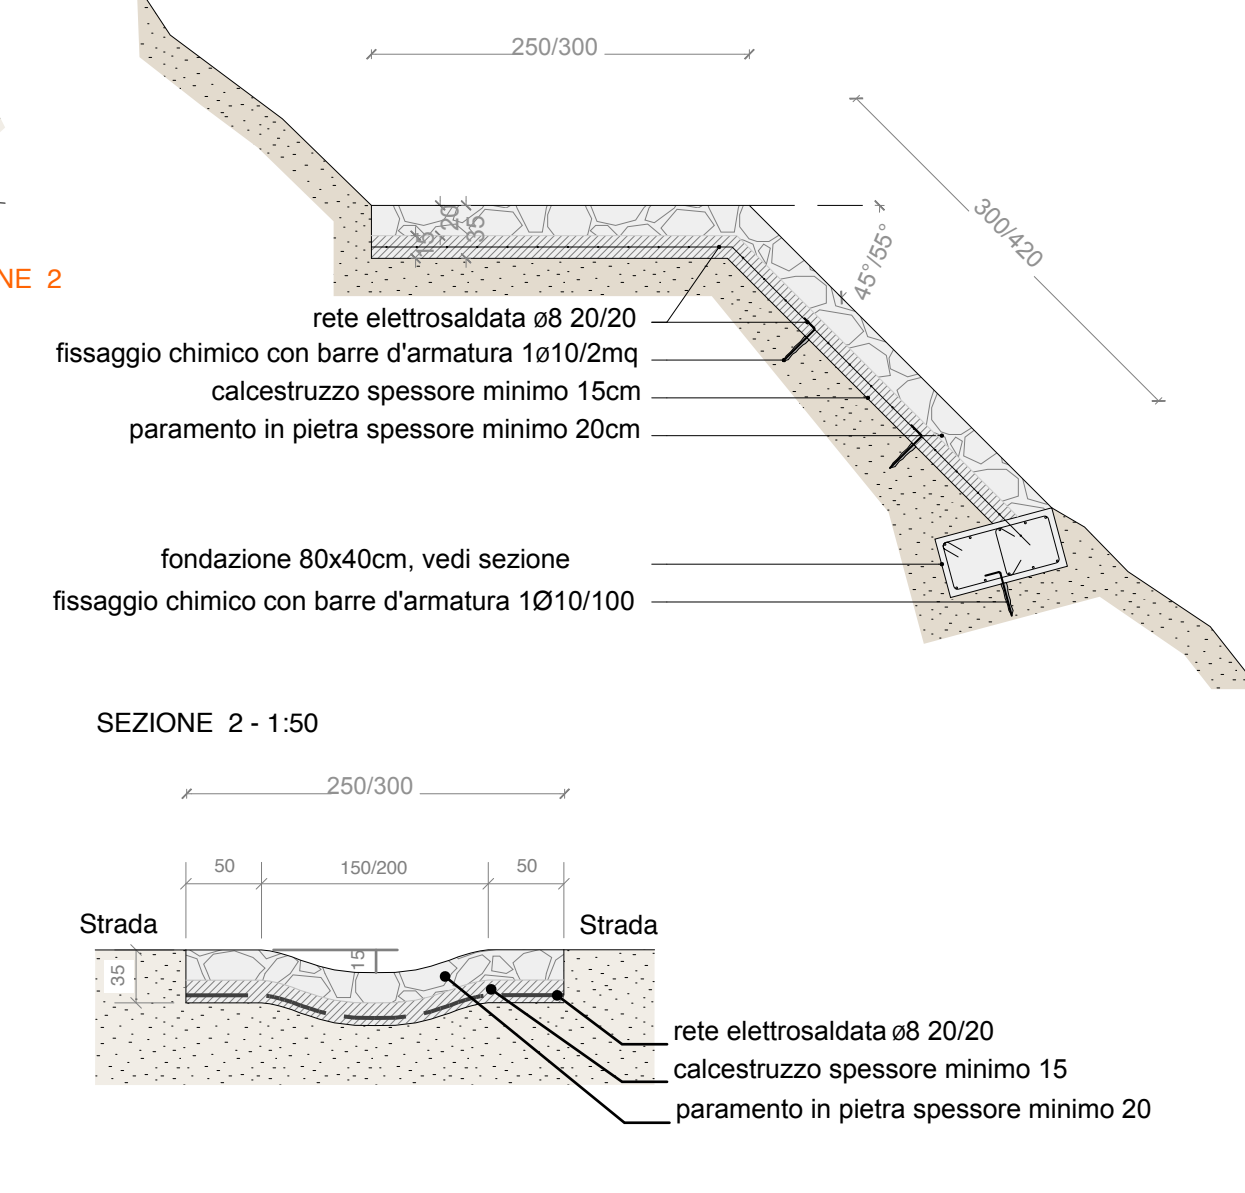 250/300
300/420
20
35
15
45°/55°
NE 2
rete elettrosaldata ø8 20/20
fissaggio chimico con barre d'armatura 1ø10/2mq
calcestruzzo spessore minimo 15cm
paramento in pietra spessore minimo 20cm
fondazione 80x40cm, vedi sezione
fissaggio chimico con barre d'armatura 1Ø10/100
SEZIONE 2 - 1:50
250/300
50
150/200
50
Strada
Strada
15
35
rete elettrosaldata ø8 20/20
calcestruzzo spessore minimo 15
paramento in pietra spessore minimo 20